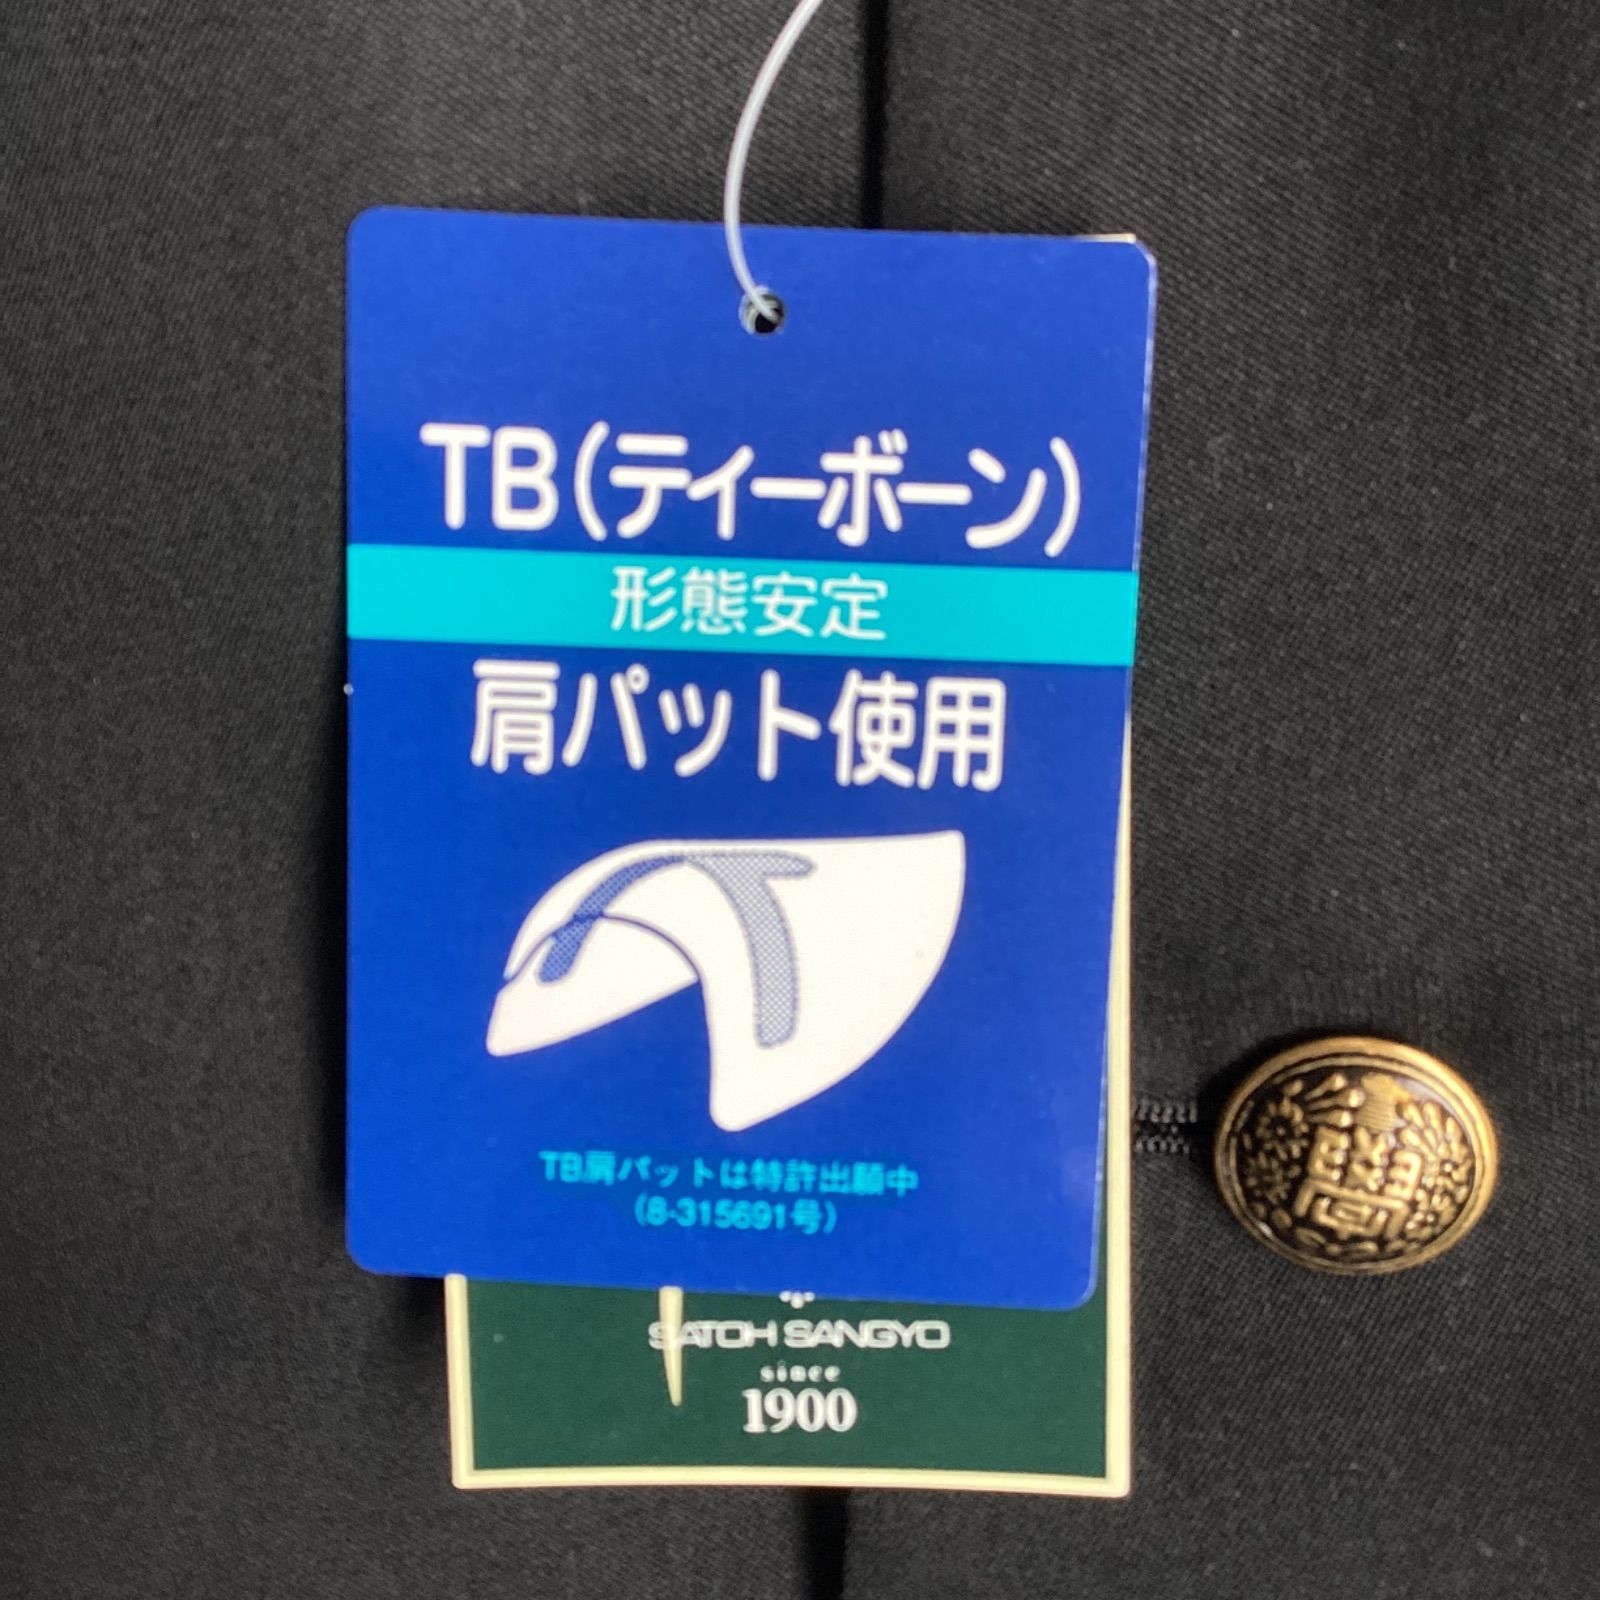 TB(ティーボーン)
形態安定
肩パット使用
TB肩パットは特許出願中
(8-315691号)
SATOH SANGYO
since
1900